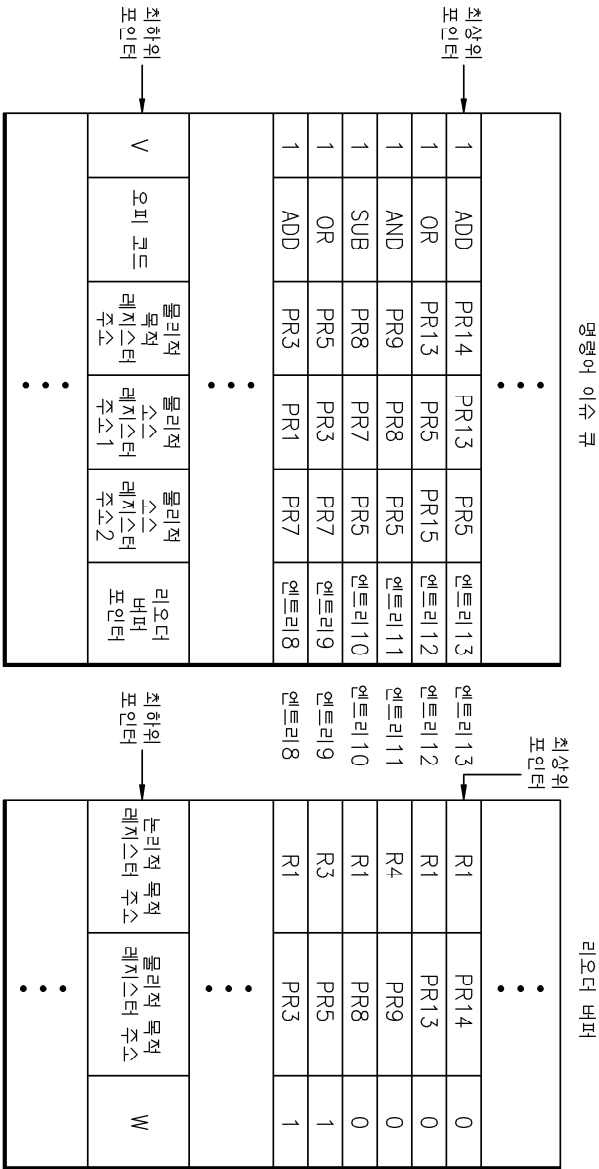 명령어 이슈 큐
최상위
포인터
• • •
1 ADD PR14 PR13 PR5 엔트리13
1 OR PR13 PR5 PR15 엔트리12
1 AND PR9 PR8 PR5 엔트리11
1 SUB PR8 PR7 PR5 엔트리10
1 OR PR5 PR3 PR7 엔트리9
1 ADD PR3 PR1 PR7 엔트리8
• • •
최하위
포인터
V
오피 코드
물리적
목적
레지스터
주소
물리적
소스
레지스터
주소1
물리적
소스
레지스터
주소2
리오더
버퍼
포인터
• • •
리오더 버퍼
최상위
포인터
• • •
엔트리13 R1 PR14 0
엔트리12 R1 PR13 0
엔트리11 R4 PR9 0
엔트리10 R1 PR8 0
엔트리9 R3 PR5 1
엔트리8 R1 PR3 1
• • •
최하위
포인터
논리적 목적
레지스터 주소
물리적 목적
레지스터 주소
W
• • •